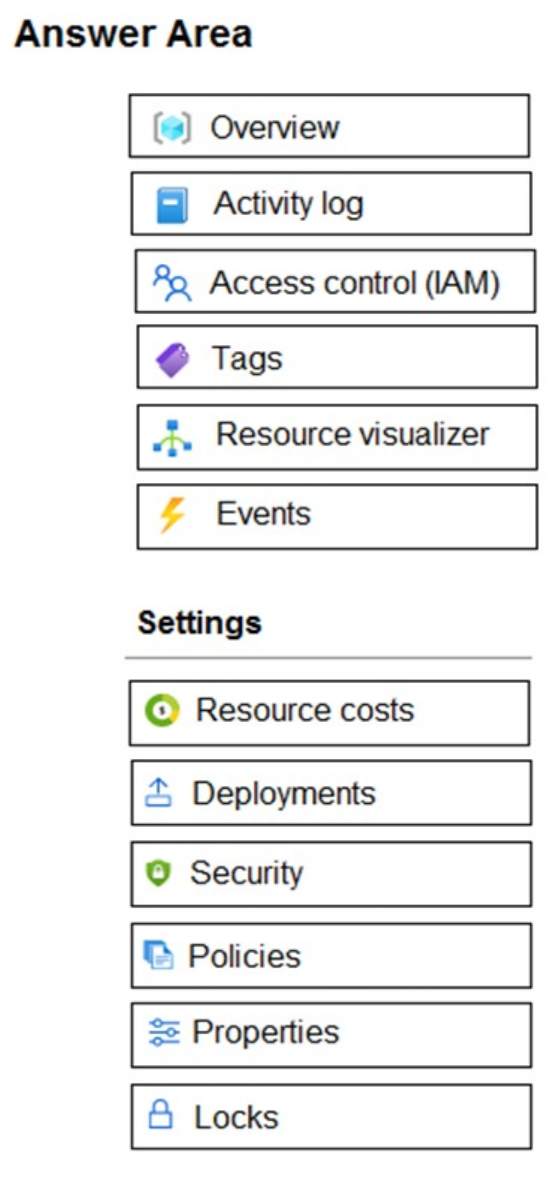 Answer Area
Overview
Activity log
Access control (IAM)
Tags
Resource visualizer
Events
Settings
Resource costs
Deployments
Security
Policies
Properties
Locks